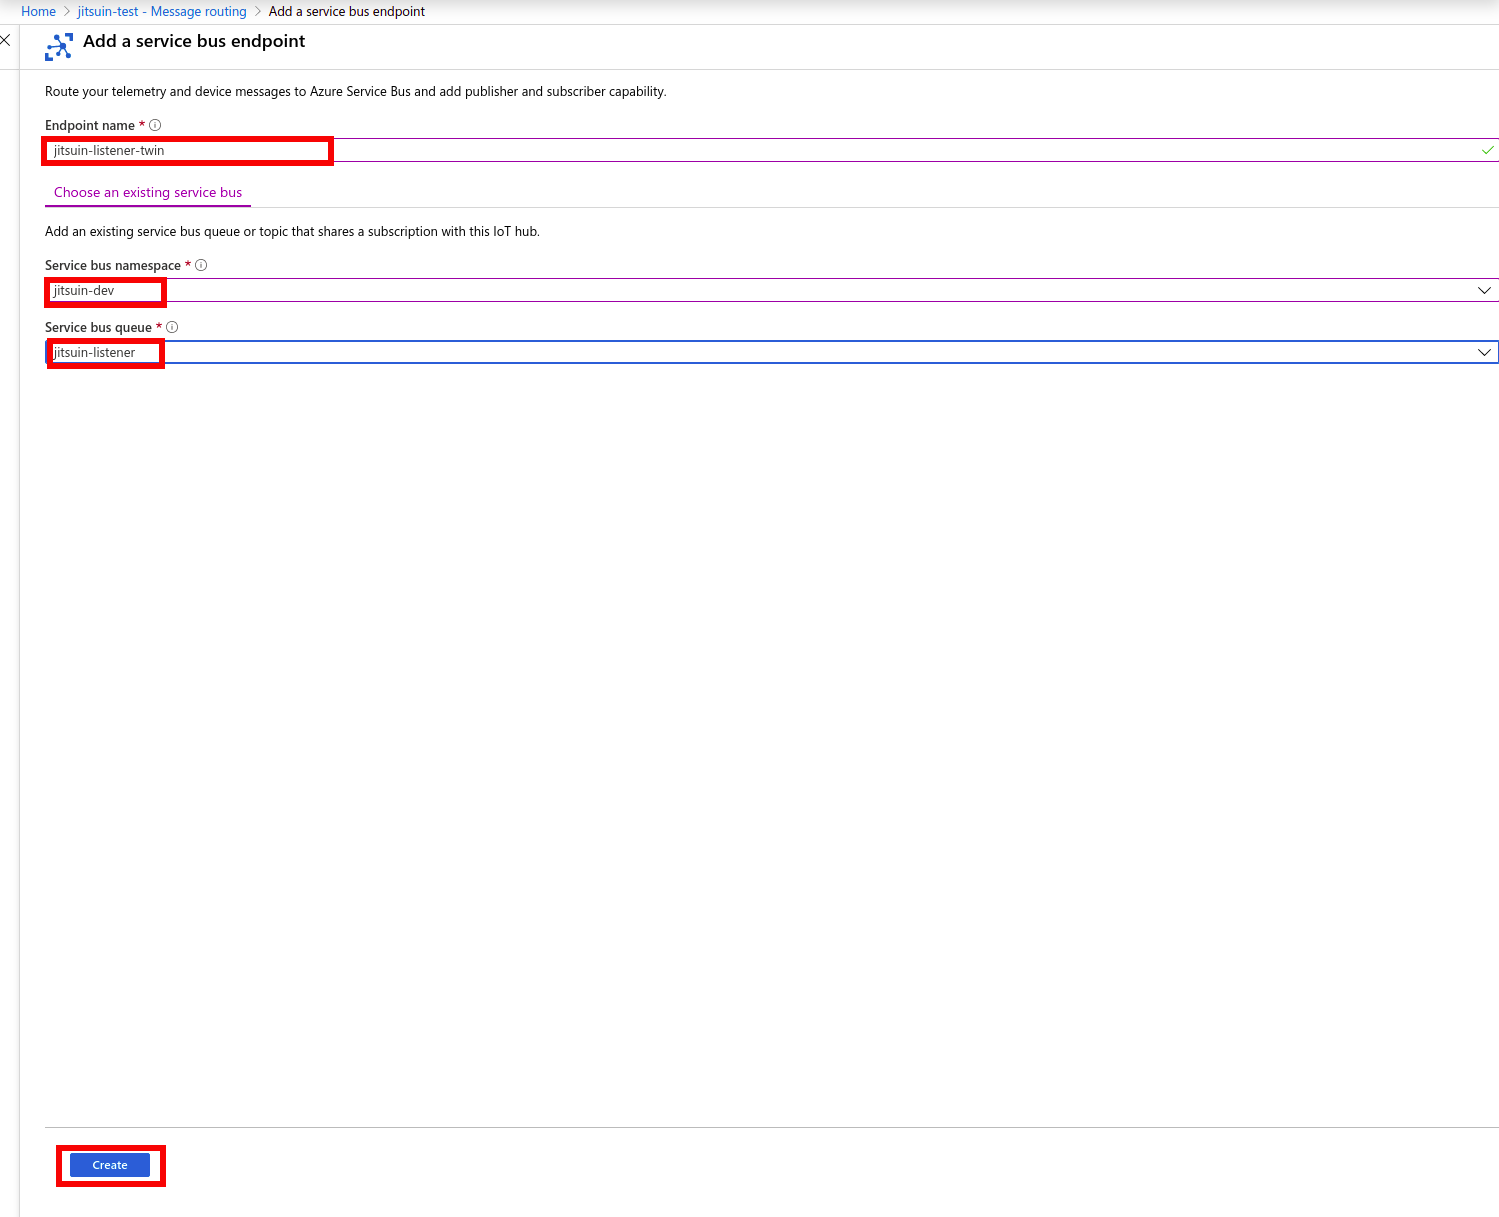 Home > jitsuin-test - Message routing > Add a service bus endpoint
Add a service bus endpoint
Route your telemetry and device messages to Azure Service Bus and add publisher and subscriber capability.
Endpoint name *
jitsuin-listener-twin
Choose an existing service bus
Add an existing service bus queue or topic that shares a subscription with this IoT hub.
Service bus namespace *
jitsuin-dev
Service bus queue *
jitsuin-listener
Create